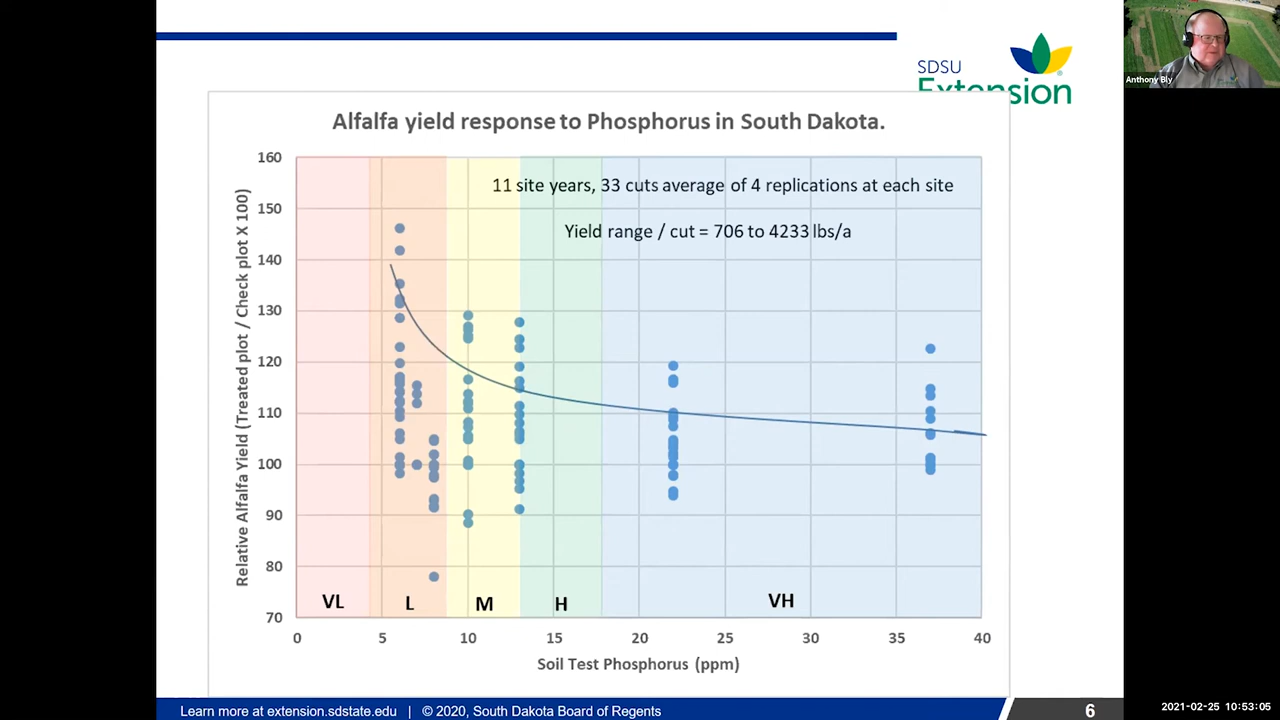 SDSU
Extension
Anthony Bly
Alfalfa yield response to Phosphorus in South Dakota.
11 site years, 33 cuts average of 4 replications at each site
Yield range / cut = 706 to 4233 lbs/a
Relative Alfalfa Yield (Treated plot / Check plot X 100)
160
150
140
130
120
110
100
90
80
70
VL
L
M
H
VH
0 5 10 15 20 25 30 35 40
Soil Test Phosphorus (ppm)
Learn more at extension.sdstate.edu | © 2020, South Dakota Board of Regents
6
2021-02-25 10:53:05